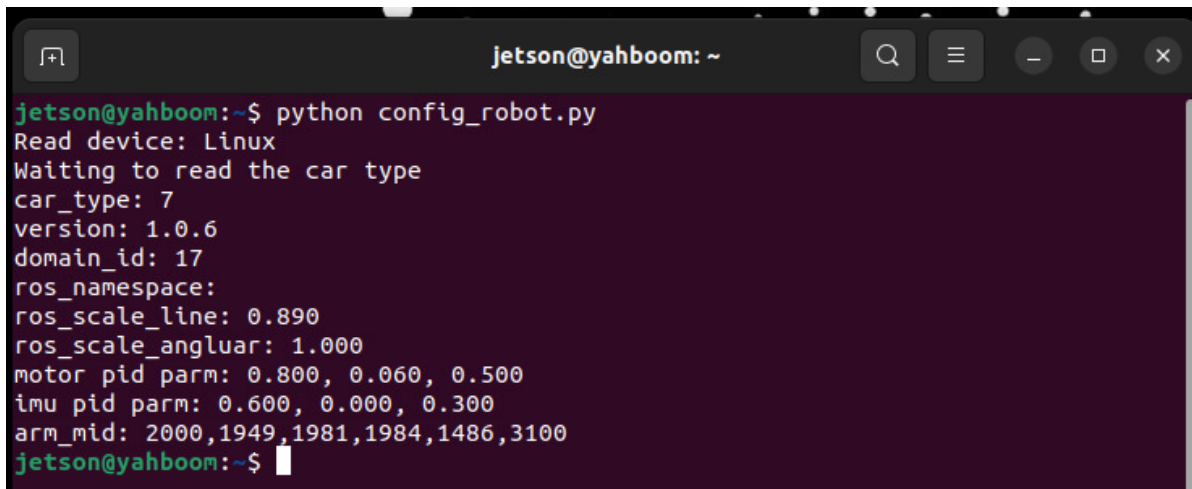 jetson@yahboom: ~
jetson@yahboom:~$ python config_robot.py
Read device: Linux
Waiting to read the car type
car_type: 7
version: 1.0.6
domain_id: 17
ros_namespace:
ros_scale_line: 0.890
ros_scale_angluar: 1.000
motor pid parm: 0.800, 0.060, 0.500
imu pid parm: 0.600, 0.000, 0.300
arm_mid: 2000,1949,1981,1984,1486,3100
jetson@yahboom:~$